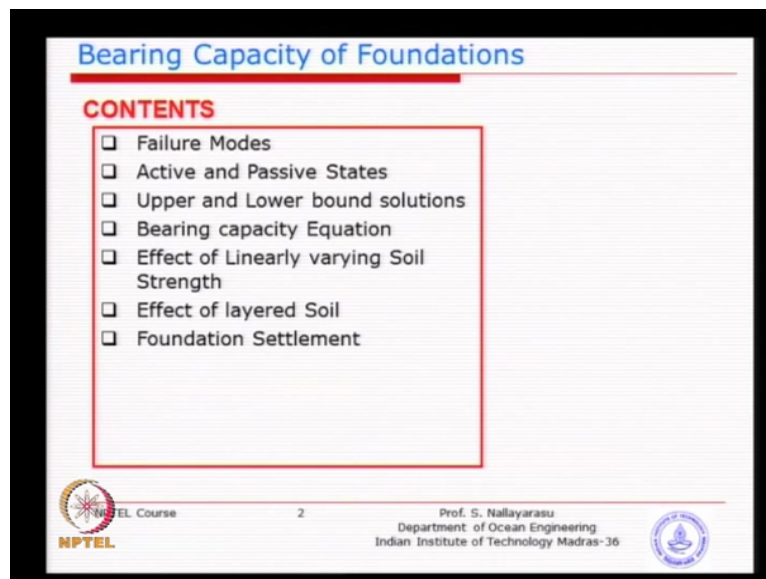 Bearing Capacity of Foundations
CONTENTS
❑ Failure Modes
❑ Active and Passive States
❑ Upper and Lower bound solutions
❑ Bearing capacity Equation
❑ Effect of Linearly varying Soil
Strength
❑ Effect of layered Soil
❑ Foundation Settlement
NPTEL Course
2
Prof. S. Nallayarasu
Department of Ocean Engineering
Indian Institute of Technology Madras-36
NPTEL